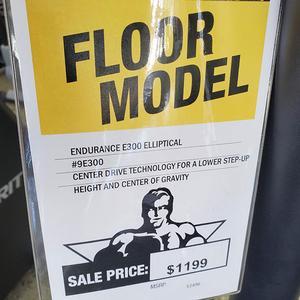 FLOOR
MODEL
ENDURANCE E300 ELLIPTICAL
#9E300
CENTER DRIVE TECHNOLOGY FOR A LOWER STEP-UP
HEIGHT AND CENTER OF GRAVITY
SALE PRICE:
$1199
MSRP